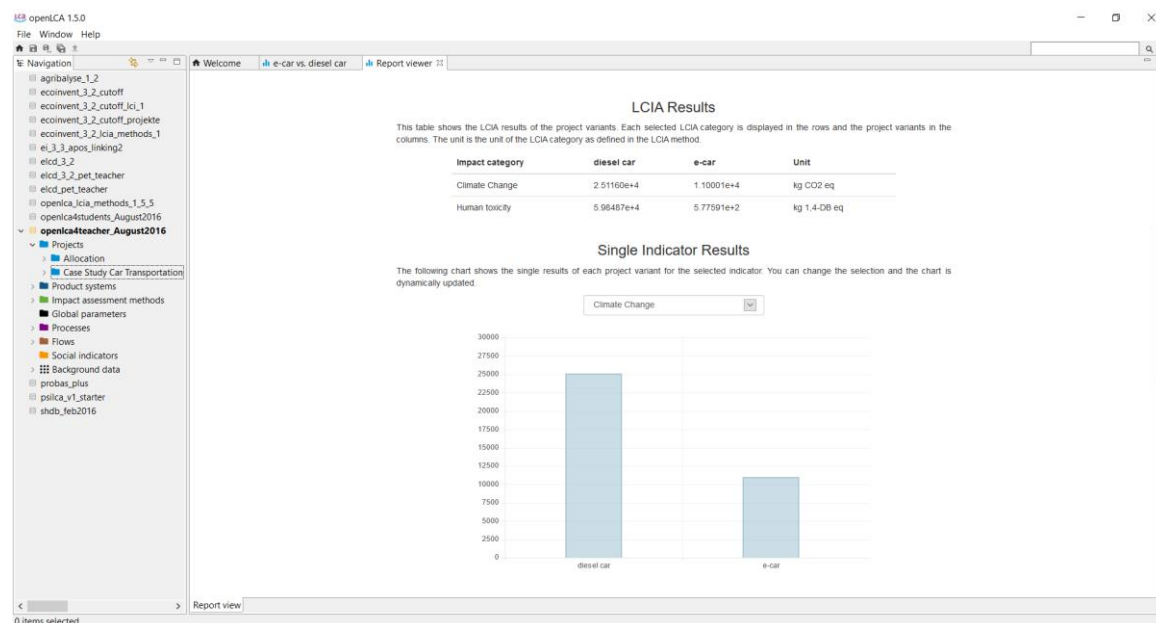 openLCA 1.5.0
File Window Help
Navigation
Welcome
e-car vs. diesel car
Report viewer
agribalyse_1_2
ecoinvent_3_2_cutoff
ecoinvent_3_2_cutoff_lci_1
ecoinvent_3_2_cutoff_projekte
ecoinvent_3_2_lcia_methods_1
ei_3_3_apos_linking2
elcd_3_2
elcd_3_2_pet_teacher
elcd_pet_teacher
openlca_lcia_methods_1_5_5
openlca4students_August2016
openlca4teacher_August2016
Projects
Allocation
Case Study Car Transportation
Product systems
Impact assessment methods
Global parameters
Processes
Flows
Social indicators
Background data
probas_plus
psilca_v1_starter
shdb_feb2016
LCIA Results
This table shows the LCIA results of the project variants. Each selected LCIA category is displayed in the rows and the project variants in the
columns. The unit is the unit of the LCIA category as defined in the LCIA method.
Impact category diesel car e-car Unit
Climate Change 2.51160e+4 1.10001e+4 kg CO2 eq
Human toxicity 5.98487e+4 5.77591e+2 kg 1,4-DB eq
Single Indicator Results
The following chart shows the single results of each project variant for the selected indicator. You can change the selection and the chart is
dynamically updated.
Climate Change
30000
27500
25000
22500
20000
17500
15000
12500
10000
7500
5000
2500
0
diesel car e-car
Report view
0 items selected